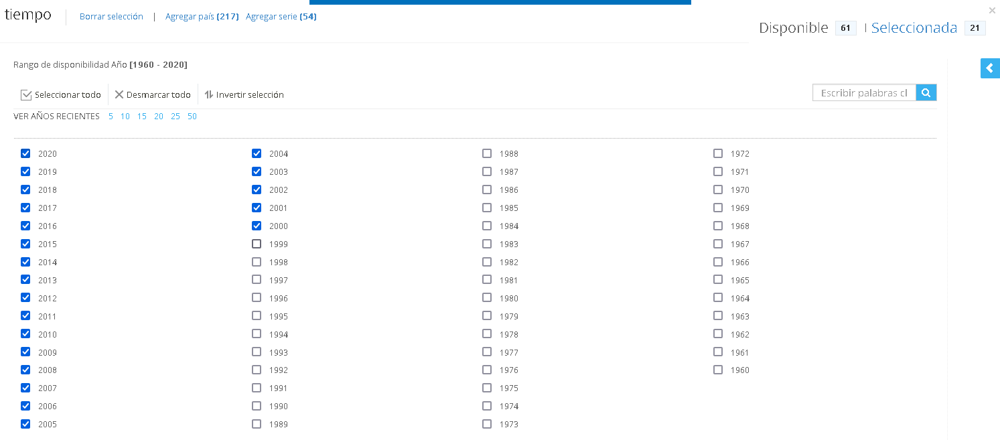 tiempo
Borrar selección | Agregar país (217) Agregar serie (54)
Disponible 61 | Seleccionada 21
Rango de disponibilidad Año [1960 - 2020]
Seleccionar todo Desmarcar todo Invertir selección
Escribir palabras cl
VER AÑOS RECIENTES 5 10 15 20 25 50
2020 2004 1988 1972
2019 2003 1987 1971
2018 2002 1986 1970
2017 2001 1985 1969
2016 2000 1984 1968
2015 1999 1983 1967
2014 1998 1982 1966
2013 1997 1981 1965
2012 1996 1980 1964
2011 1995 1979 1963
2010 1994 1978 1962
2009 1993 1977 1961
2008 1992 1976 1960
2007 1991 1975
2006 1990 1974
2005 1989 1973